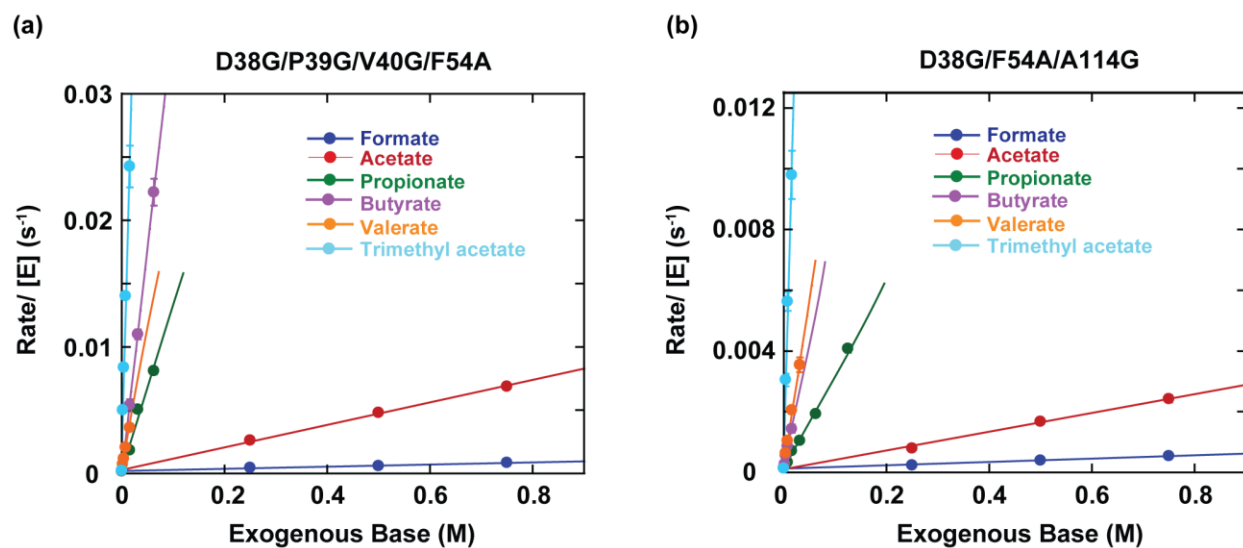 (a)
D38G/P39G/V40G/F54A
0.03
0.02
0.01
0
0
0.2
0.4
0.6
0.8
Rate/ [E] (s⁻¹)
Exogenous Base (M)
Formate
Acetate
Propionate
Butyrate
Valerate
Trimethyl acetate
(b)
D38G/F54A/A114G
0.012
0.008
0.004
0
0
0.2
0.4
0.6
0.8
Rate/ [E] (s⁻¹)
Exogenous Base (M)
Formate
Acetate
Propionate
Butyrate
Valerate
Trimethyl acetate